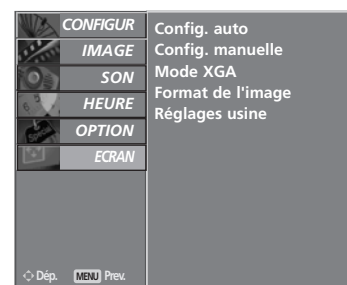 CONFIGUR
IMAGE
SON
HEURE
OPTION
ECRAN
Config. auto
Config. manuelle
Mode XGA
Format de l'image
Réglages usine
Dép. MENU Prev.